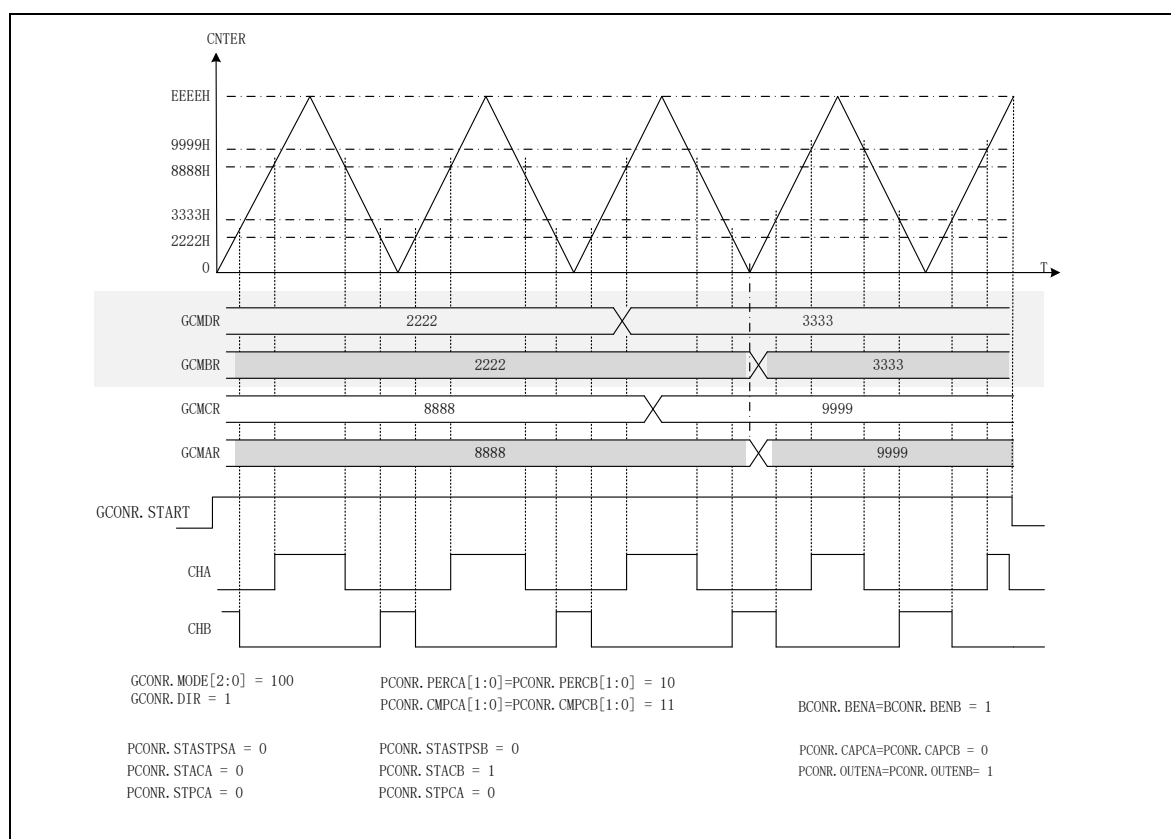 CNTER
EEEEH
9999H
8888H
3333H
2222H
0
T
GCMDR 2222 3333
GCMBR 2222 3333
GCMCR 8888 9999
GCMAR 8888 9999
GCONR.START
CHA
CHB
GCONR.MODE[2:0] = 100
GCONR.DIR = 1
PCONR.PERCA[1:0]=PCONR.PERCB[1:0] = 10
PCONR.CMPCA[1:0]=PCONR.CMPCB[1:0] = 11
BCONR.BENA=BCONR.BENB = 1
PCONR.STASTPSA = 0
PCONR.STACA = 0
PCONR.STPCA = 0
PCONR.STASTPSB = 0
PCONR.STACB = 1
PCONR.STPCA = 0
PCONR.CAPCA=PCONR.CAPCB = 0
PCONR.OUTENA=PCONR.OUTENB= 1